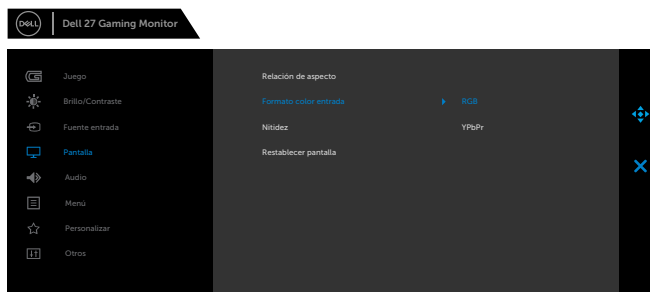 DELL
Dell 27 Gaming Monitor
Juego
Relación de aspecto
Brillo/Contraste
Formato color entrada
RGB
Fuente entrada
Nitidez
YPbPr
Pantalla
Restablecer pantalla
Audio
Menú
Personalizar
Otros